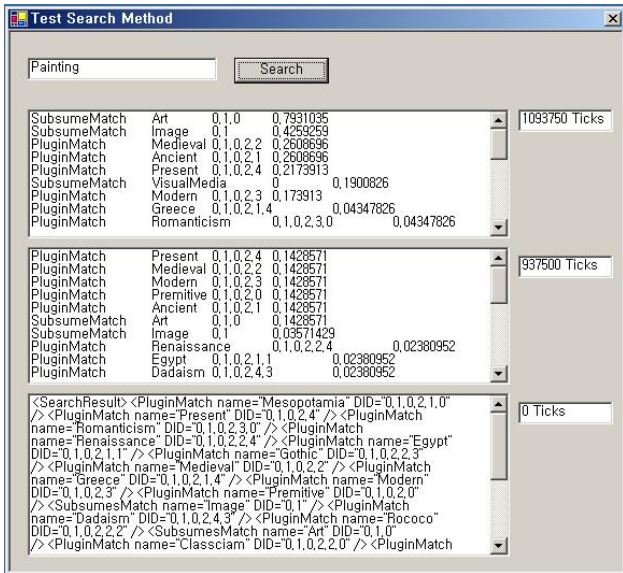 Test Search Method
Painting
Search
SubsumeMatch Art 0,1,0 0,7931035
SubsumeMatch Image 0,1 0,4259259
PluginMatch Medieval 0,1,0,2,2 0,2608696
PluginMatch Ancient 0,1,0,2,1 0,2608696
PluginMatch Present 0,1,0,2,4 0,2173913
SubsumeMatch VisualMedia 0 0,1900826
PluginMatch Modern 0,1,0,2,3 0,173913
PluginMatch Greece 0,1,0,2,1,4 0,04347826
PluginMatch Romanticism 0,1,0,2,3,0 0,04347826
1093750 Ticks
PluginMatch Present 0,1,0,2,4 0,1428571
PluginMatch Medieval 0,1,0,2,2 0,1428571
PluginMatch Modern 0,1,0,2,3 0,1428571
PluginMatch Premitive 0,1,0,2,0 0,1428571
PluginMatch Ancient 0,1,0,2,1 0,1428571
SubsumeMatch Art 0,1,0 0,1428571
SubsumeMatch Image 0,1 0,03571429
PluginMatch Renaissance 0,1,0,2,2,4 0,02380952
PluginMatch Egypt 0,1,0,2,1,1 0,02380952
PluginMatch Dadaism 0,1,0,2,4,3 0,02380952
937500 Ticks
<SearchResult> <PluginMatch name="Mesopotamia" DID="0,1,0,2,1,0"
/> <PluginMatch name="Present" DID="0,1,0,2,4" /> <PluginMatch
name="Romanticism" DID="0,1,0,2,3,0" /> <PluginMatch
name="Renaissance" DID="0,1,0,2,2,4" /> <PluginMatch name="Egypt"
DID="0,1,0,2,1,1" /> <PluginMatch name="Gothic" DID="0,1,0,2,2,3"
/> <PluginMatch name="Medieval" DID="0,1,0,2,2" /> <PluginMatch
name="Greece" DID="0,1,0,2,1,4" /> <PluginMatch name="Modern"
DID="0,1,0,2,3" /> <PluginMatch name="Premitive" DID="0,1,0,2,0"
/> <SubsumesMatch name="Image" DID="0,1" /> <PluginMatch
name="Dadaism" DID="0,1,0,2,4,3" /> <PluginMatch name="Rococo"
DID="0,1,0,2,2,2" /> <SubsumesMatch name="Art" DID="0,1,0"
/> <PluginMatch name="Classciam" DID="0,1,0,2,2,0" /> <PluginMatch
0 Ticks